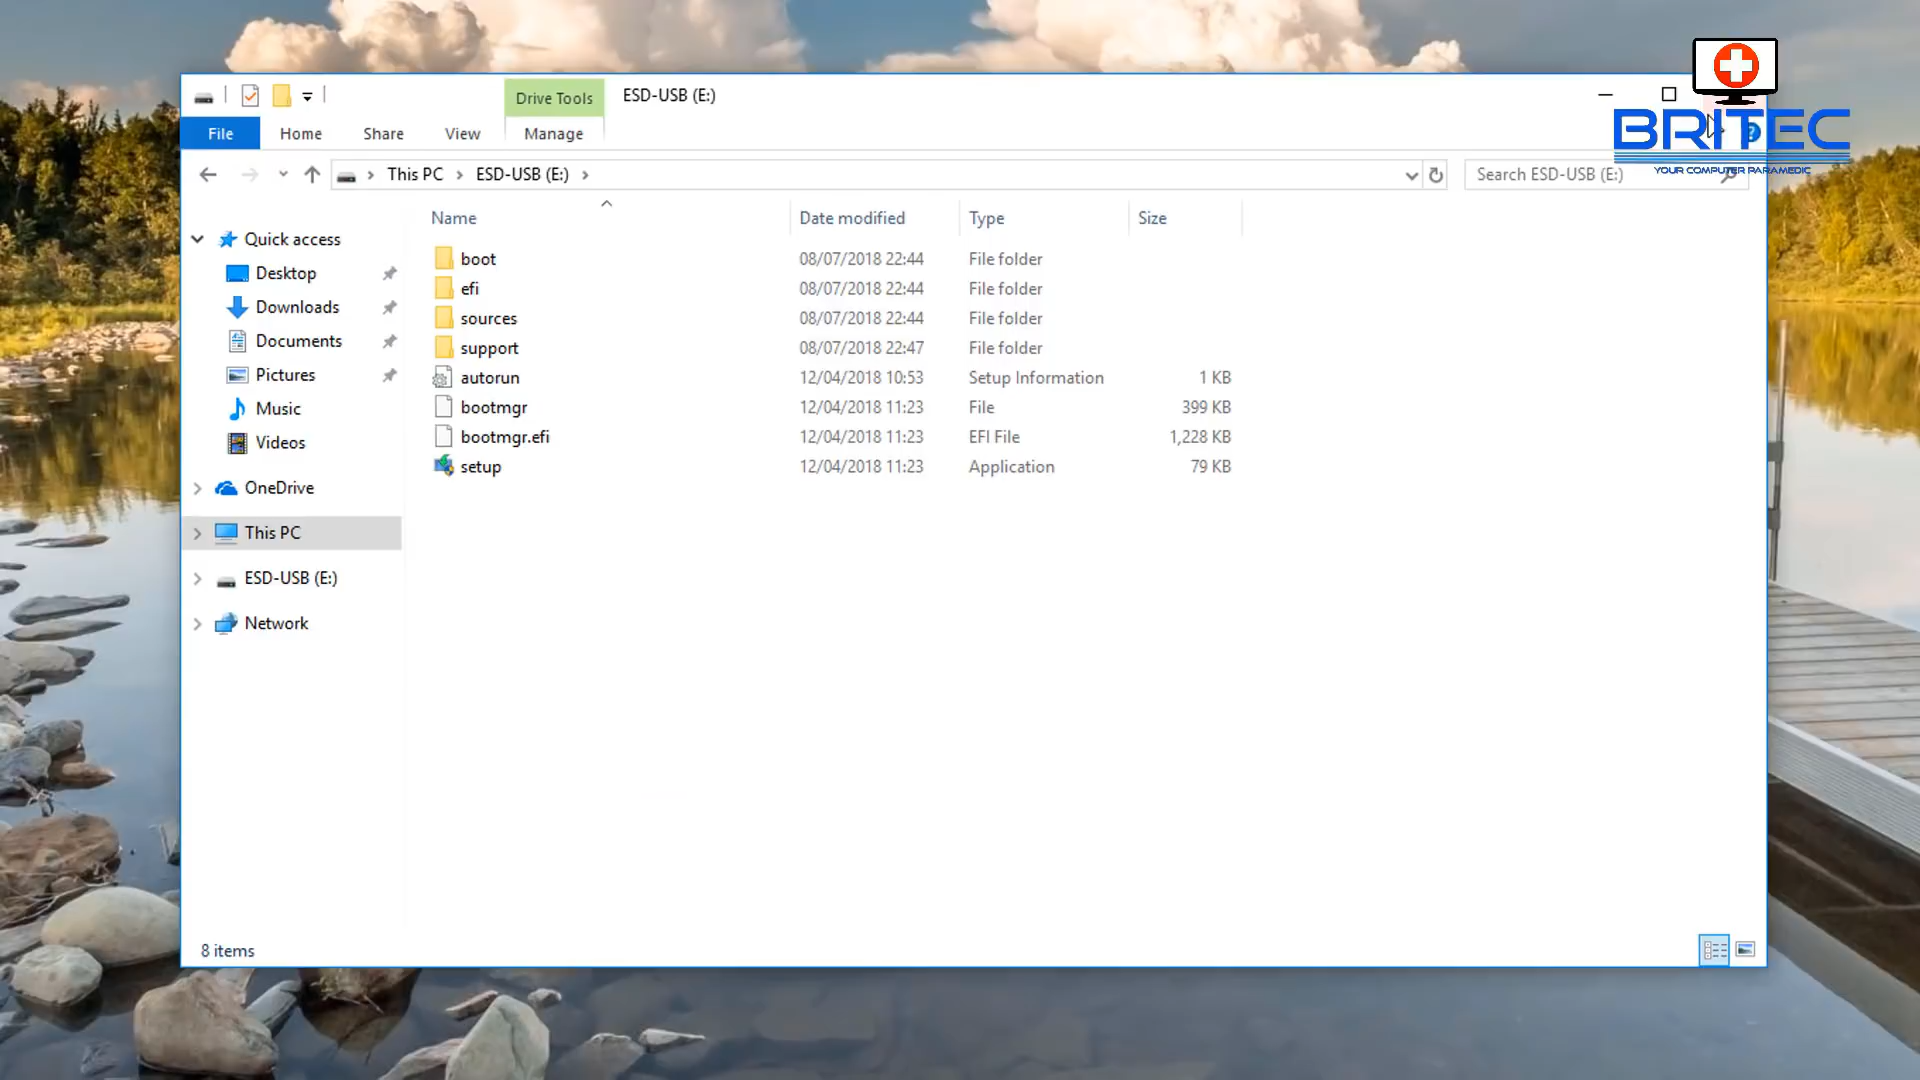 Drive Tools
ESD-USB (E:)
File
Home
Share
View
Manage
BRITEC
YOUR COMPUTER PARAMEDIC
This PC
ESD-USB (E:)
Search ESD-USB (E:)
Name
Date modified
Type
Size
Quick access
Desktop
Downloads
Documents
Pictures
Music
Videos
OneDrive
This PC
ESD-USB (E:)
Network
boot 08/07/2018 22:44 File folder
efi 08/07/2018 22:44 File folder
sources 08/07/2018 22:44 File folder
support 08/07/2018 22:47 File folder
autorun 12/04/2018 10:53 Setup Information 1 KB
bootmgr 12/04/2018 11:23 File 399 KB
bootmgr.efi 12/04/2018 11:23 EFI File 1,228 KB
setup 12/04/2018 11:23 Application 79 KB
8 items